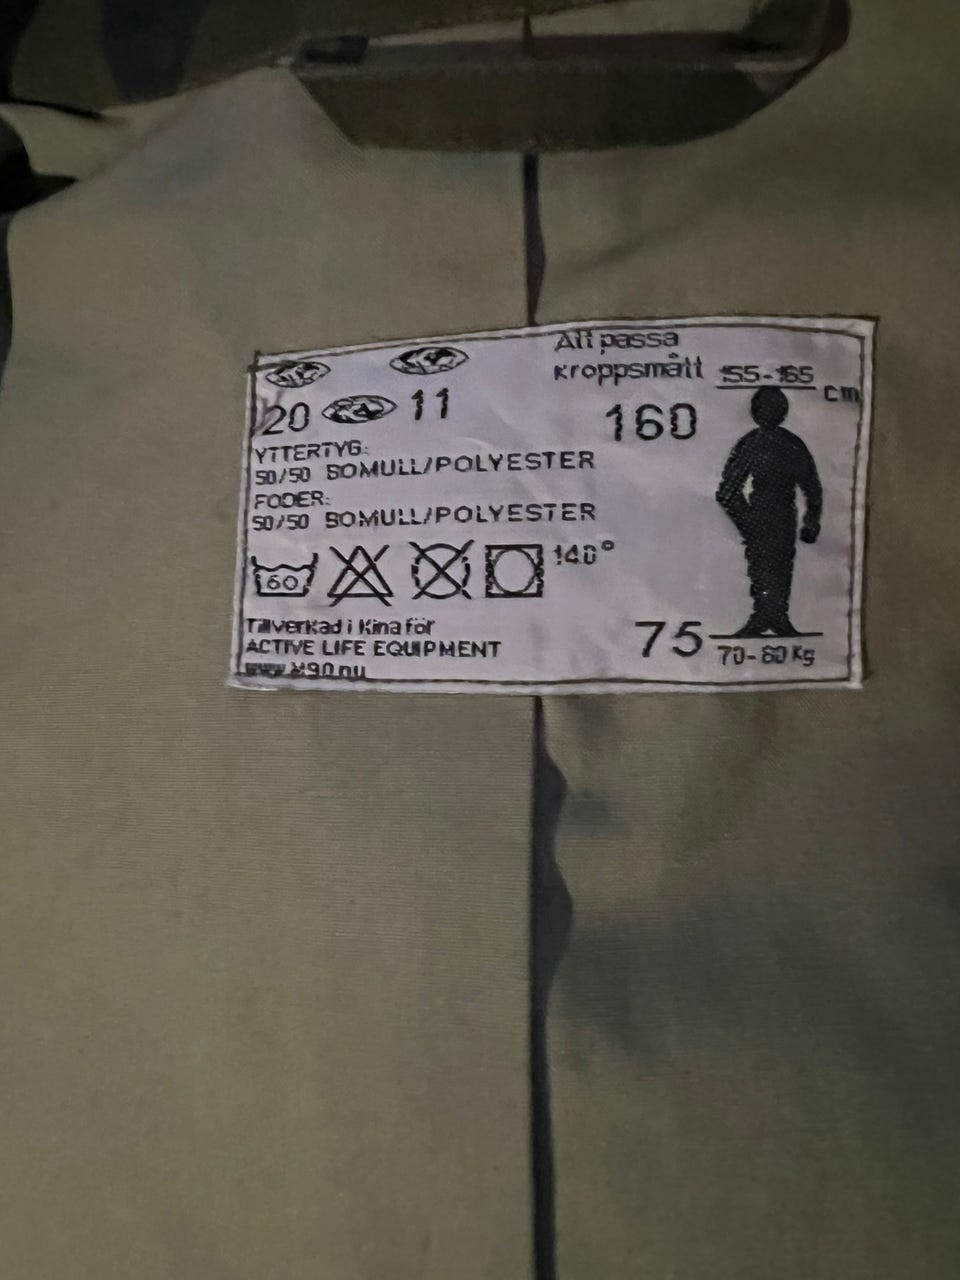 20 11
YTTERTYG:
50/50 BOMULL/POLYESTER
FODER:
50/50 BOMULL/POLYESTER
60
140°
Tillverkad i Kina för
ACTIVE LIFE EQUIPMENT
www.M90.nu
Att passa
kroppsmått 155-165 cm
160
75
70-80 kg